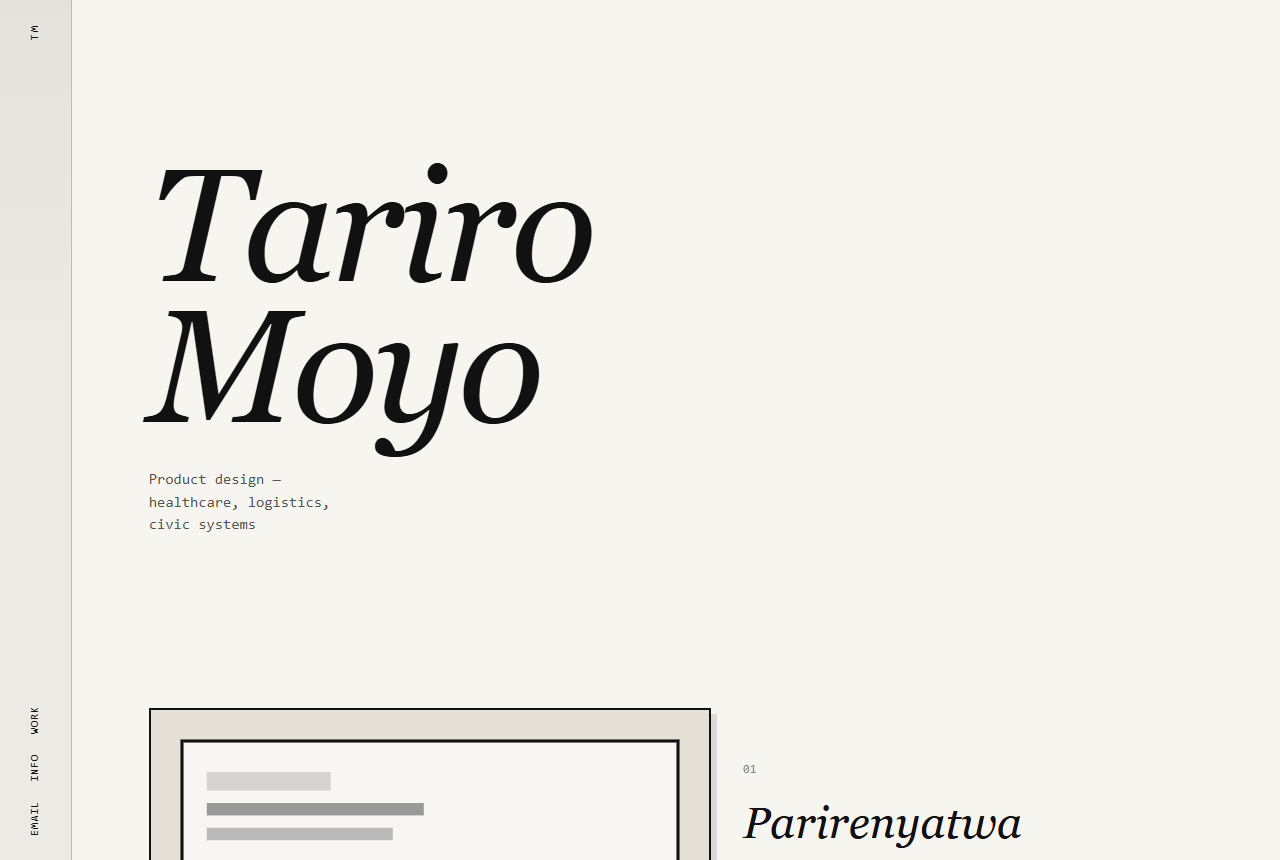 TM
Tariro
Moyo
Product design —
healthcare, logistics,
civic systems
WORK
INFO
EMAIL
01
Parirenyatwa